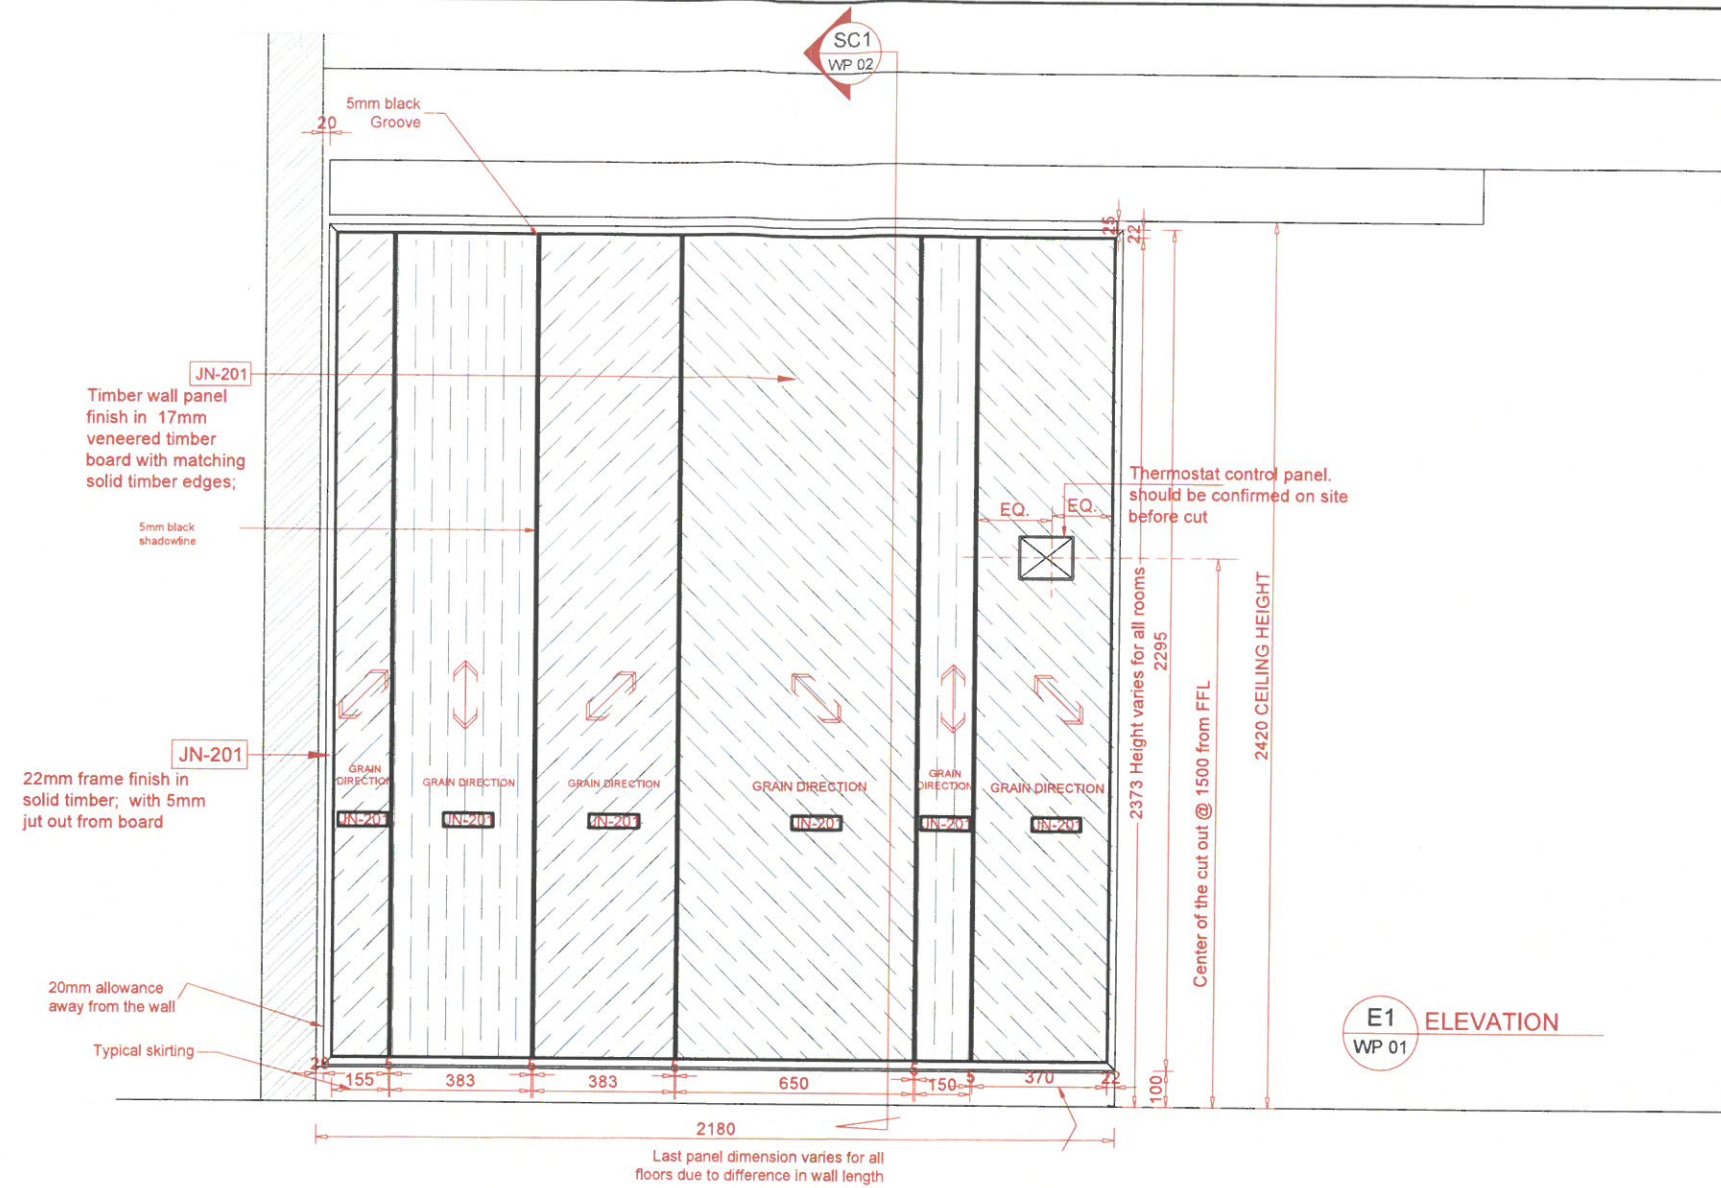 SC1
WP 02
5mm black
Groove
20
25
22
JN-201
Timber wall panel
finish in 17mm
veneered timber
board with matching
solid timber edges;
5mm black
shadowline
Thermostat control panel.
should be confirmed on site
before cut
EQ.
EQ.
2373 Height varies for all rooms
2295
Center of the cut out @ 1500 from FFL
2420 CEILING HEIGHT
JN-201
22mm frame finish in
solid timber; with 5mm
jut out from board
GRAIN
DIRECTION
GRAIN DIRECTION
GRAIN DIRECTION
GRAIN DIRECTION
GRAIN
DIRECTION
GRAIN DIRECTION
JN-201
JN-201
JN-201
JN-201
JN-201
JN-201
20mm allowance
away from the wall
Typical skirting
E1
WP 01
ELEVATION
5
5
5
5
5
155
383
383
650
150
370
22
100
2180
Last panel dimension varies for all
floors due to difference in wall length